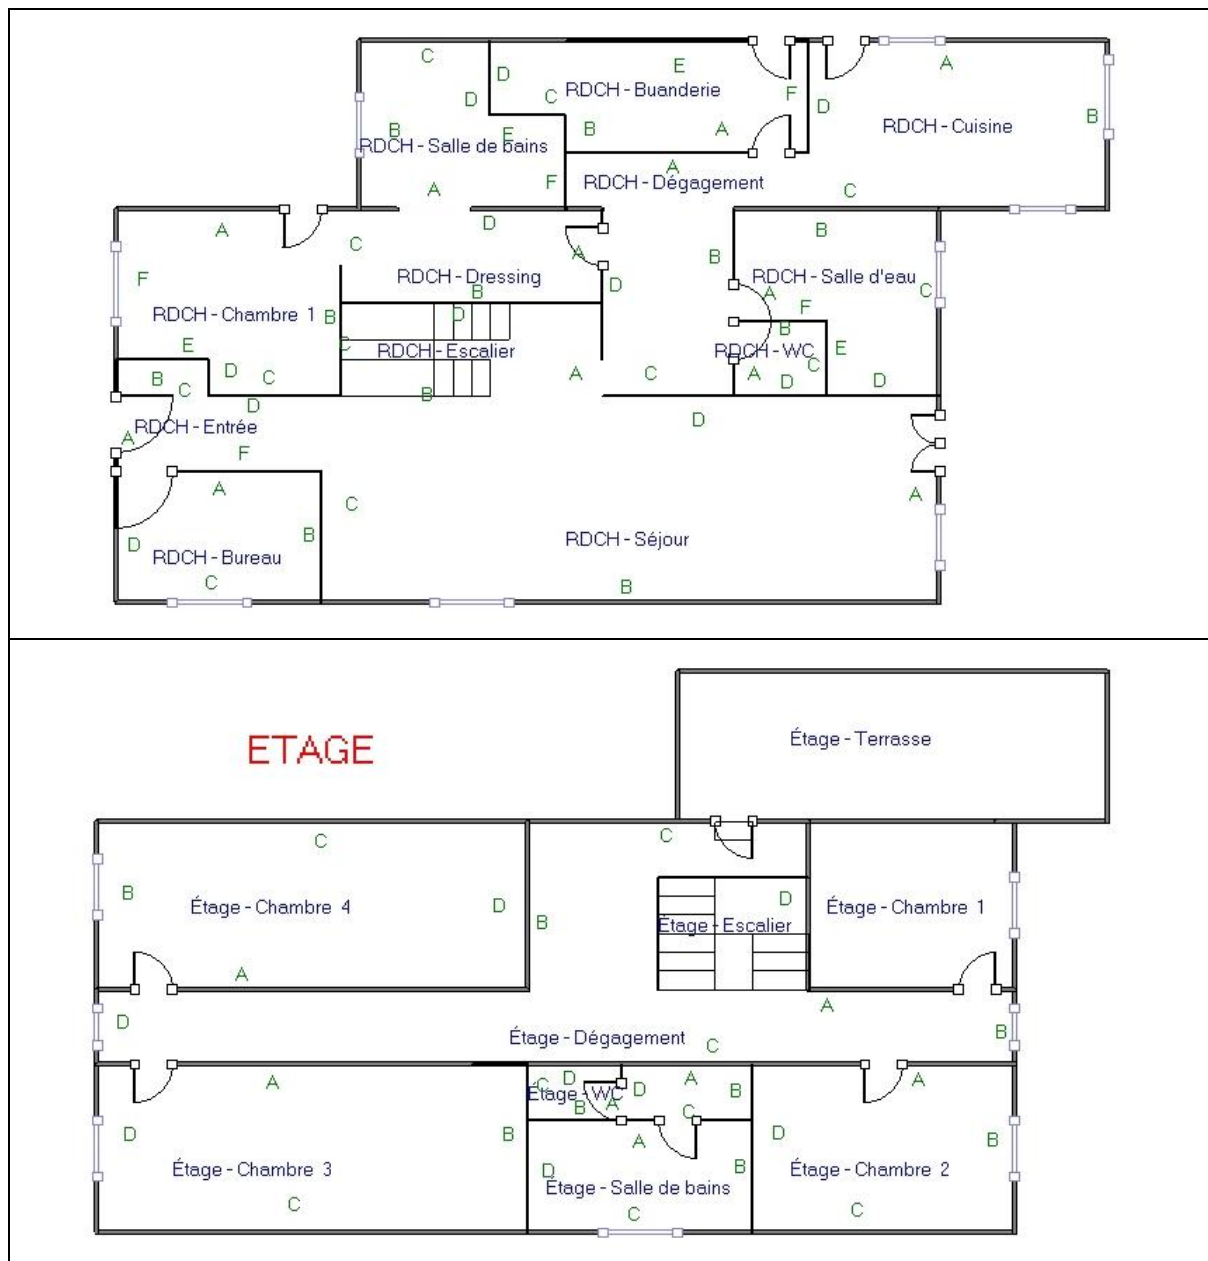 C
D
E
A
D
C
RDCH - Buanderie
F
D
B
B
RDCH - Salle de bains
E
B
A
A
RDCH - Cuisine
F
RDCH - Dégagement
A
A
C
A
D
B
C
A
B
F
RDCH - Dressing
D
A
RDCH - Salle d'eau
C
B
D
F
RDCH - Chambre 1
B
B
E
C
RDCH - Escalier
RDCH - WC
E
B
D
C
C
A
C
A
D
C
D
D
B
D
A
RDCH - Entrée
F
A
C
A
D
B
RDCH - Bureau
RDCH - Séjour
C
B
ETAGE
Étage - Terrasse
C
C
B
Étage - Chambre 4
D
B
D
Étage - Escalier
Étage - Chambre 1
A
A
D
Étage - Dégagement
C
B
A
C
D
Étage - WC
B
A
D
A
B
C
A
D
B
A
D
B
Étage - Chambre 3
D
Étage - Salle de bains
B
Étage - Chambre 2
C
C
C